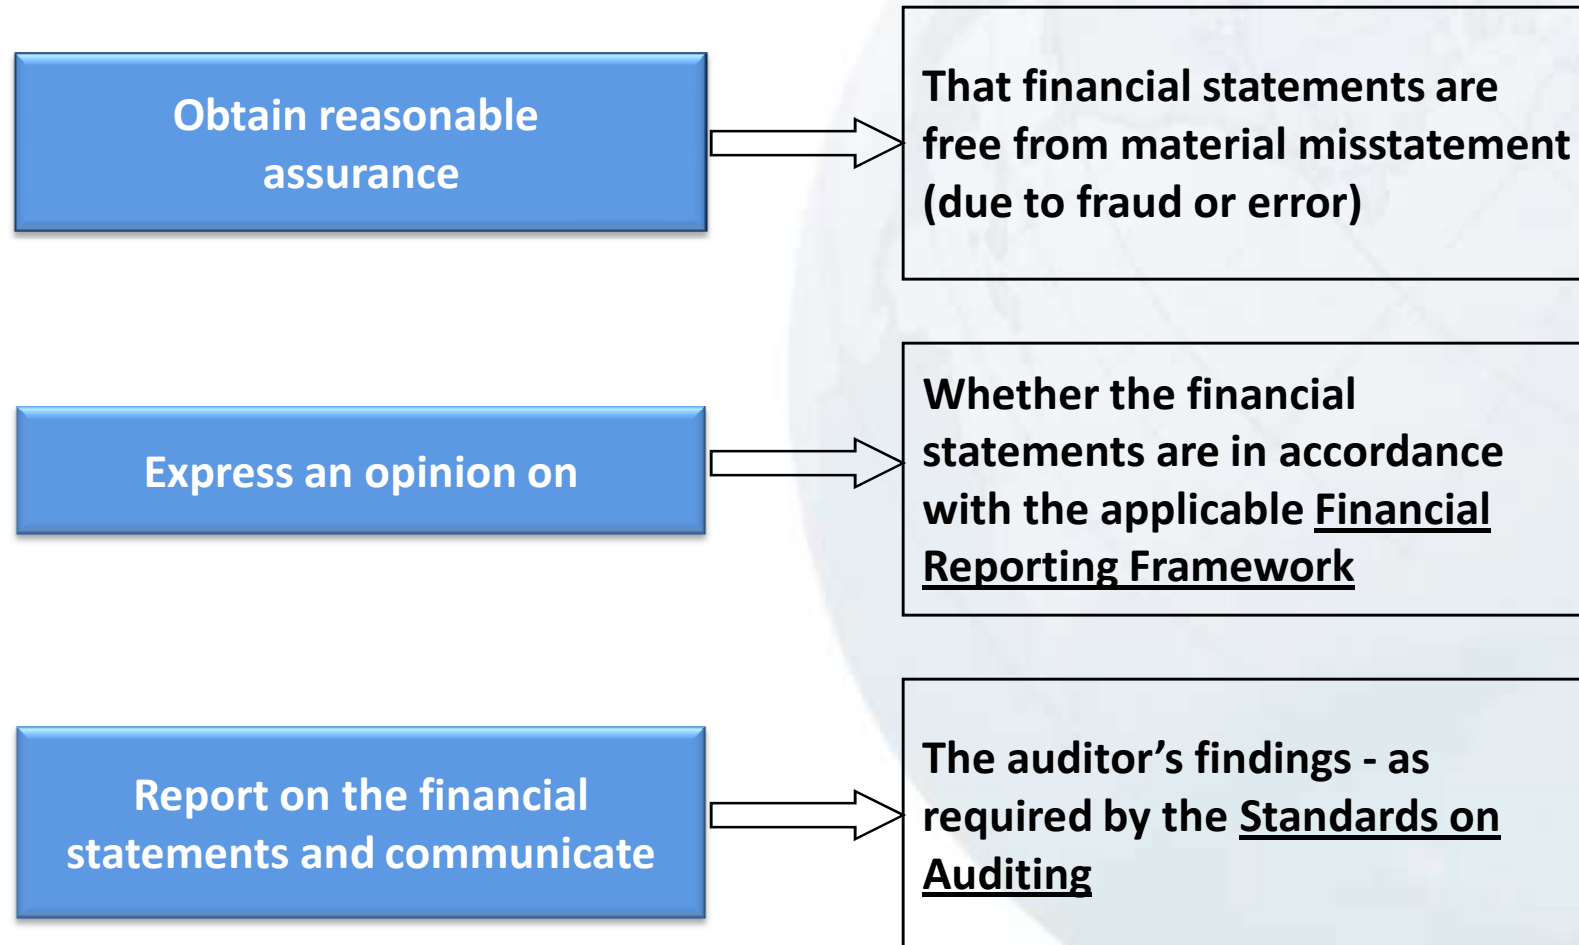 Obtain reasonable
assurance
That financial statements are
free from material misstatement
(due to fraud or error)
Express an opinion on
Whether the financial
statements are in accordance
with the applicable Financial
Reporting Framework
Report on the financial
statements and communicate
The auditor’s findings - as
required by the Standards on
Auditing